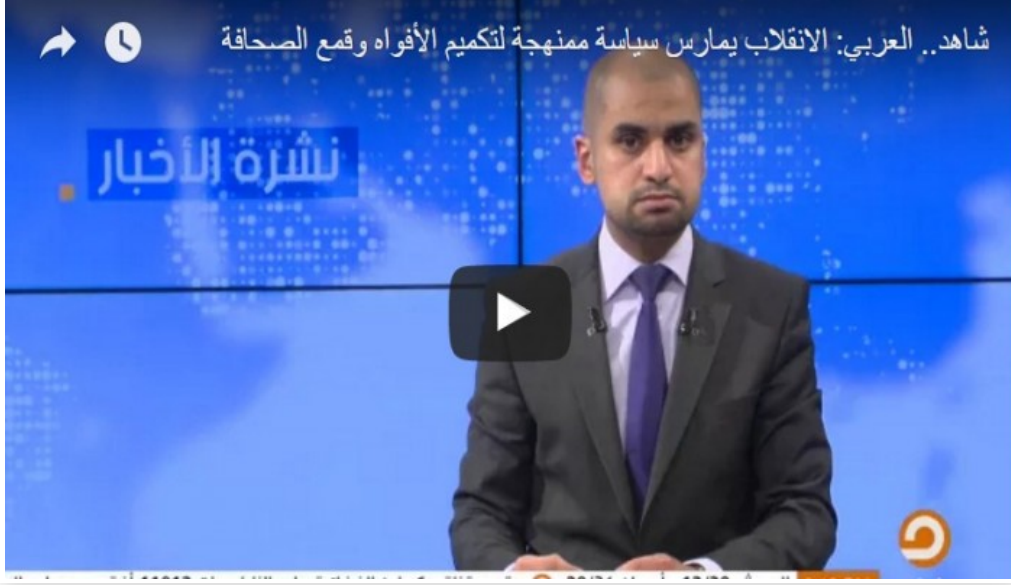 شاهد.. العربي: الانقلاب يمارس سياسة ممنهجة لتكميم الأفواه وقمع الصحافة
نشرة الأخبار